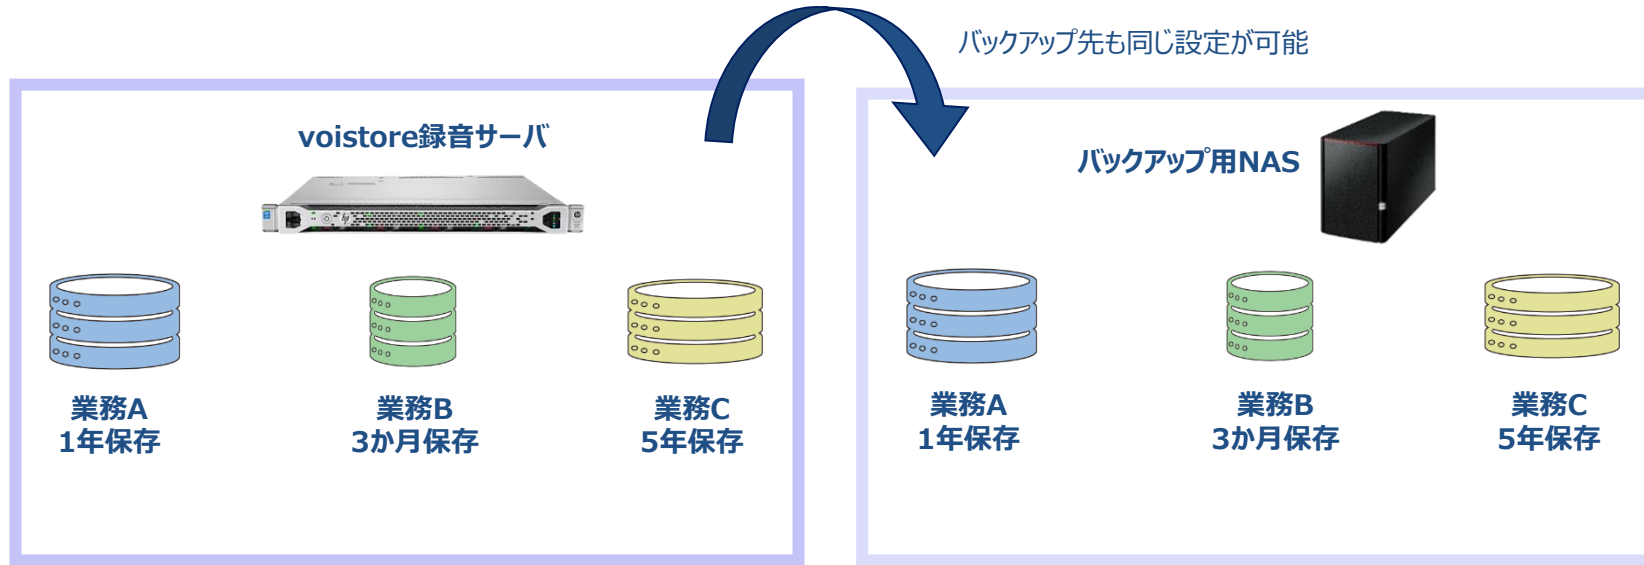 バックアップ先も同じ設定が可能
voistore録音サーバ
バックアップ用NAS
業務A
1年保存
業務B
3か月保存
業務C
5年保存
業務A
1年保存
業務B
3か月保存
業務C
5年保存